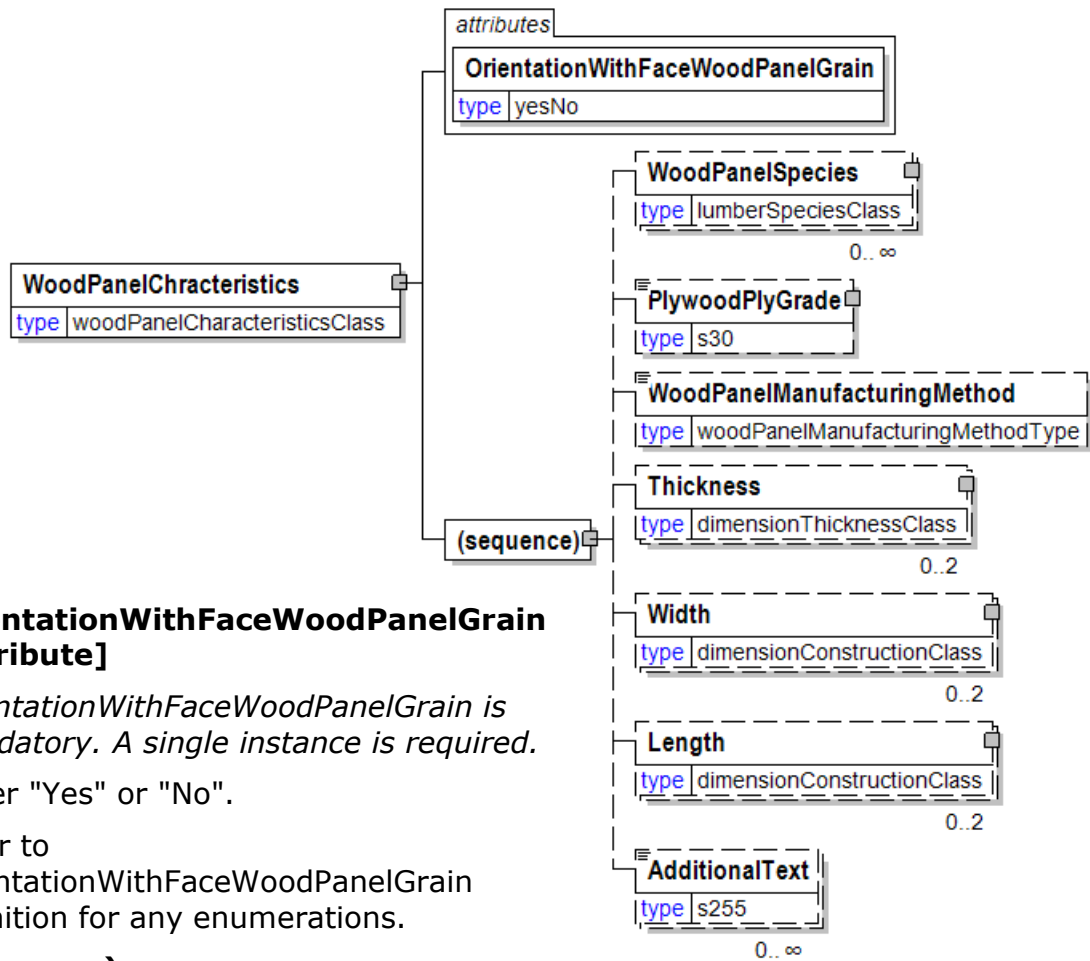 attributes
OrientationWithFaceWoodPanelGrain
type yesNo
WoodPanelSpecies
type lumberSpeciesClass
0.. ∞
WoodPanelChracteristics
type woodPanelCharacteristicsClass
PlywoodPlyGrade
type s30
WoodPanelManufacturingMethod
type woodPanelManufacturingMethodType
Thickness
type dimensionThicknessClass
0..2
(sequence)
Width
type dimensionConstructionClass
0..2
Length
type dimensionConstructionClass
0..2
AdditionalText
type s255
0.. ∞
ntationWithFaceWoodPanelGrain
ribute]
ntationWithFaceWoodPanelGrain is
datory. A single instance is required.
er "Yes" or "No".
r to
ntationWithFaceWoodPanelGrain
nition for any enumerations.